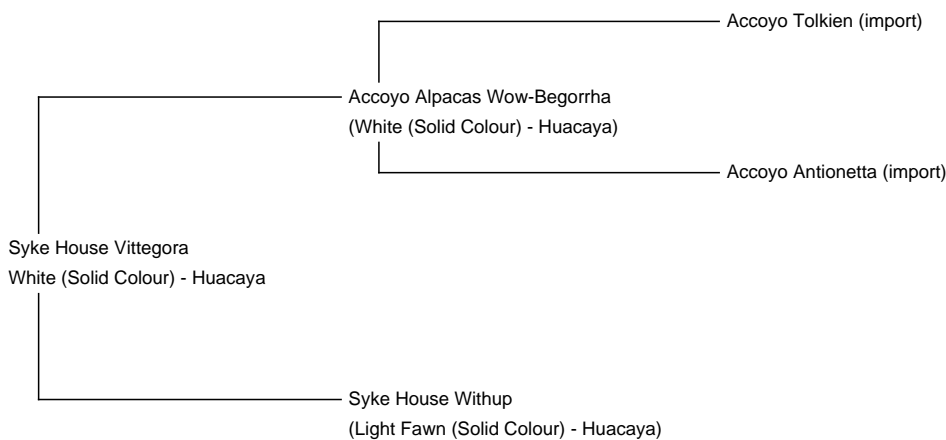 Accoyo Tolkien (import)
Accoyo Alpacas Wow-Begorrha
(White (Solid Colour) - Huacaya)
Accoyo Antionetta (import)
Syke House Vittegora
White (Solid Colour) - Huacaya
Syke House Withup
(Light Fawn (Solid Colour) - Huacaya)